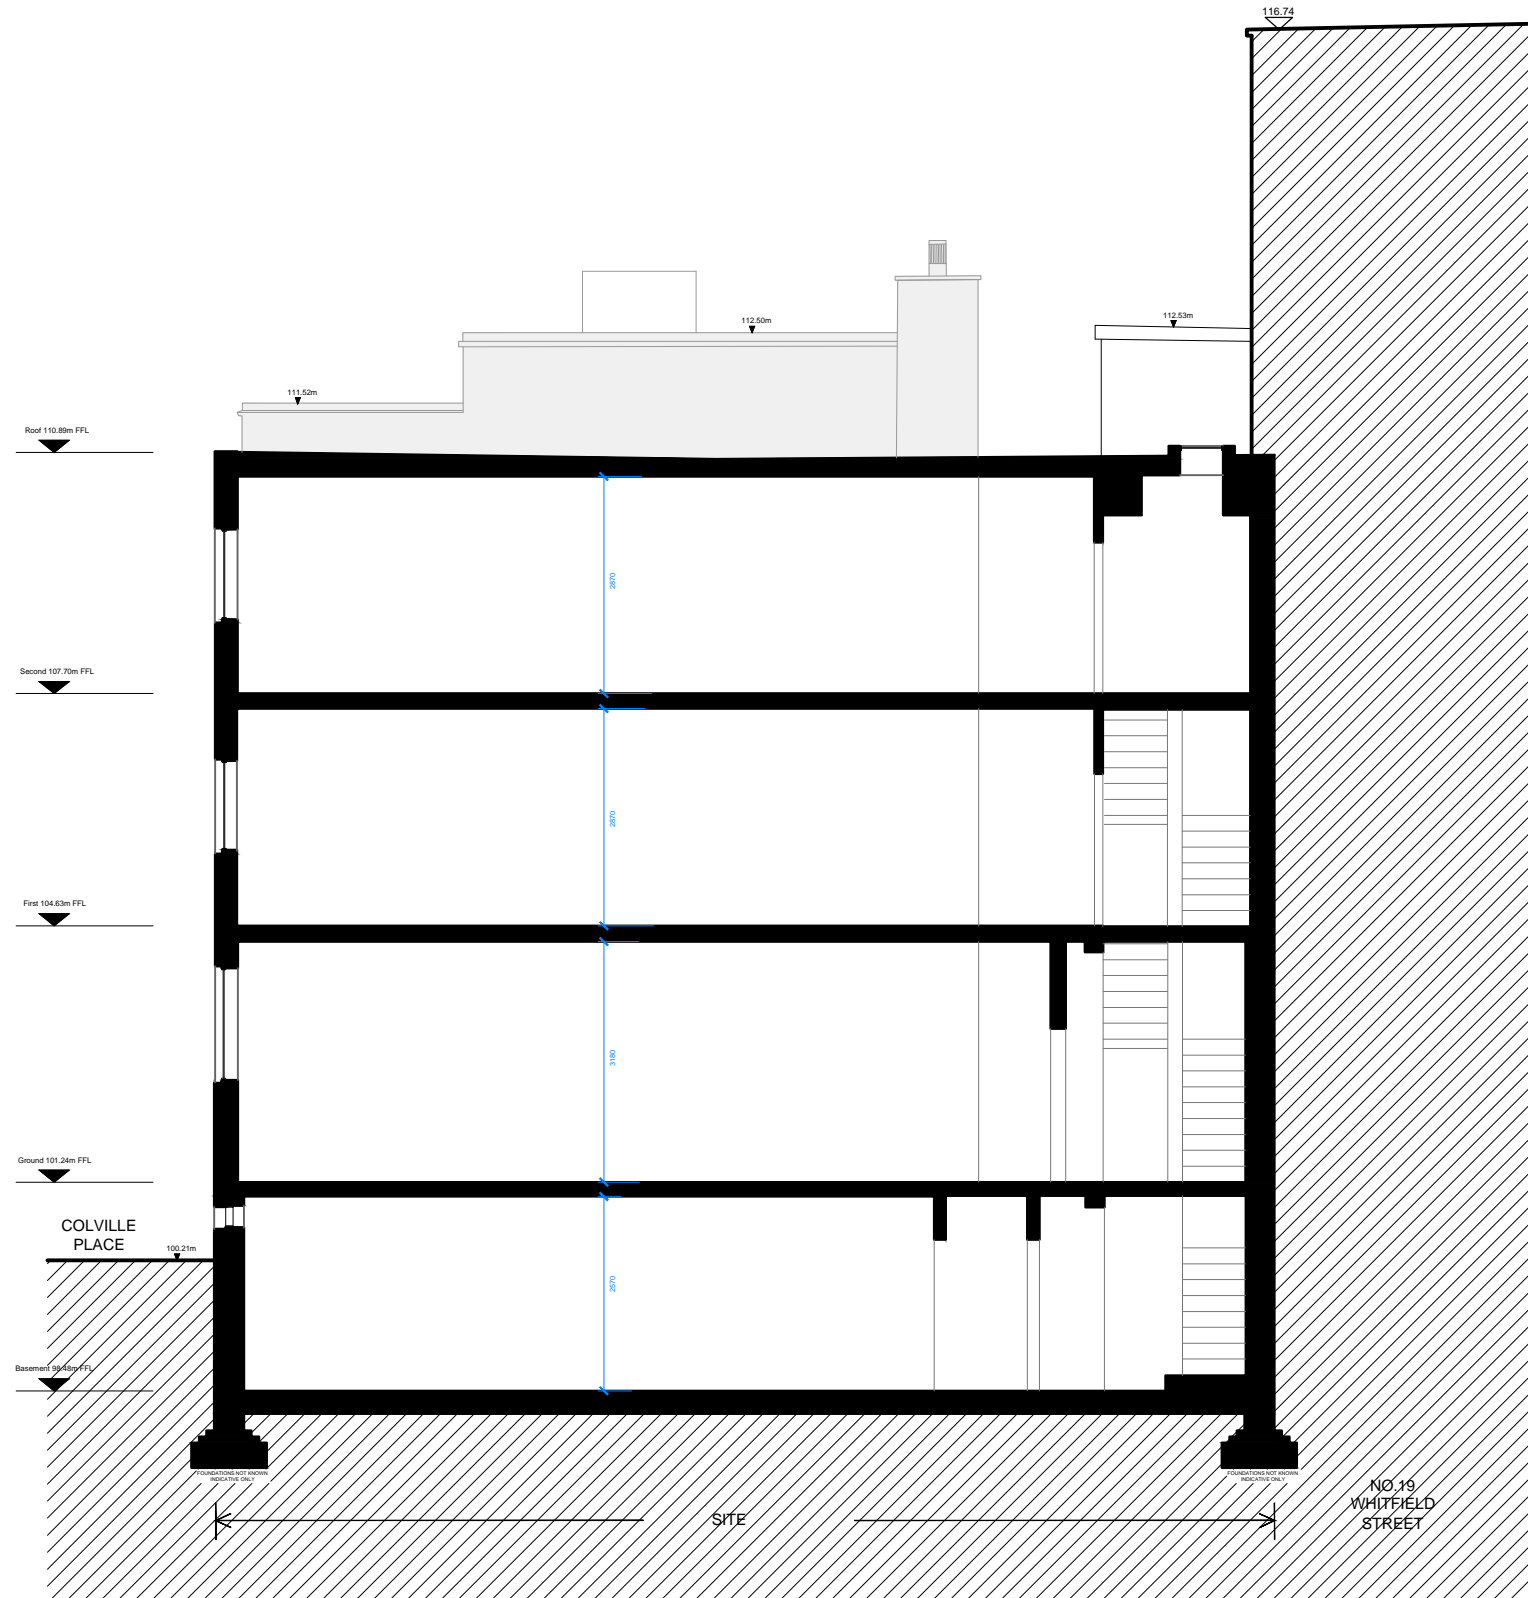 116.74
112.50m
112.53m
111.52m
Roof 110.89m FFL
2870
Second 107.70m FFL
2870
First 104.63m FFL
3180
Ground 101.24m FFL
COLVILLE
PLACE
100.21m
2570
Basement 98.48m FFL
FOUNDATIONS NOT KNOWN
INDICATIVE ONLY
FOUNDATIONS NOT KNOWN
INDICATIVE ONLY
SITE
NO.19
WHITFIELD
STREET